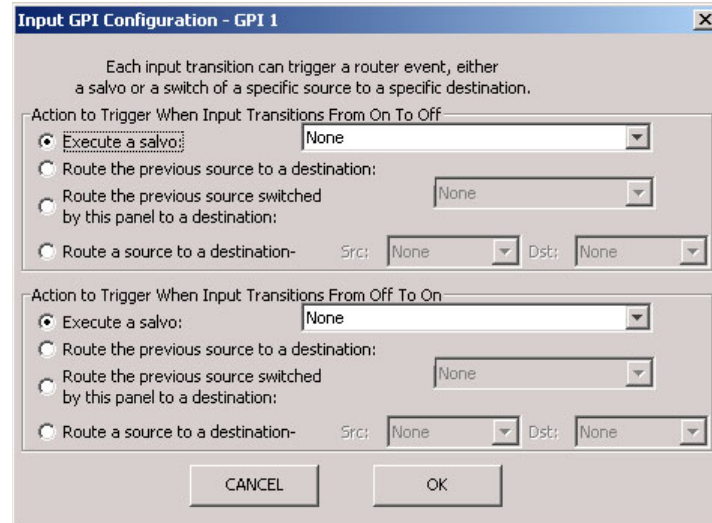 Input GPI Configuration - GPI 1
Each input transition can trigger a router event, either
a salvo or a switch of a specific source to a specific destination.
Action to Trigger When Input Transitions From On To Off
Execute a salvo: None
Route the previous source to a destination:
Route the previous source switched None
by this panel to a destination:
Route a source to a destination- Src: None Dst: None
Action to Trigger When Input Transitions From Off To On
Execute a salvo: None
Route the previous source to a destination:
Route the previous source switched None
by this panel to a destination:
Route a source to a destination- Src: None Dst: None
CANCEL OK